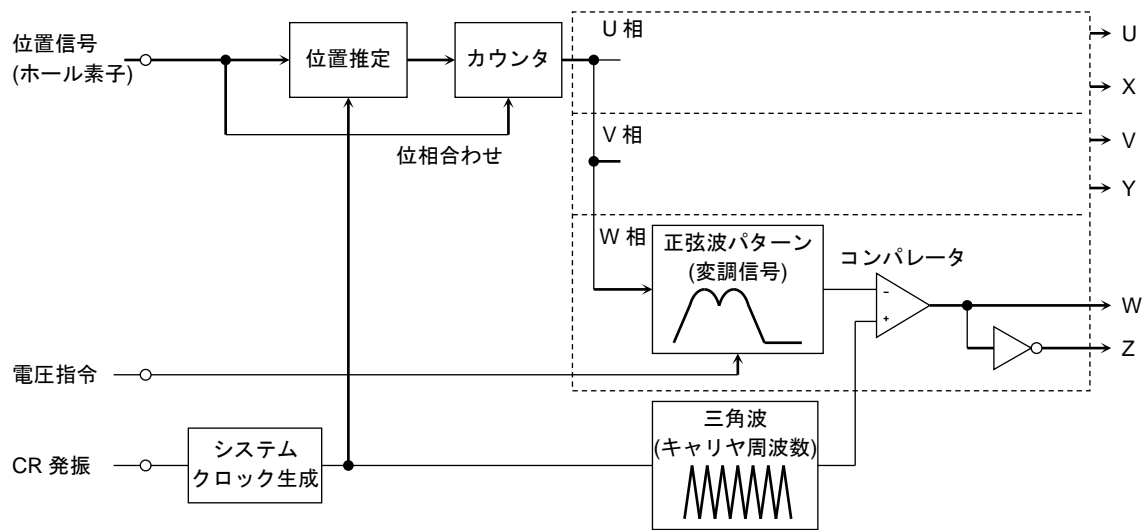 位置信号
(ホール素子)
位置推定
カウンタ
位相合わせ
U 相
V 相
W 相
正弦波パターン
(変調信号)
コンパレータ
-
+
U
X
V
Y
W
Z
電圧指令
CR 発振
システム
クロック生成
三角波
(キャリヤ周波数)